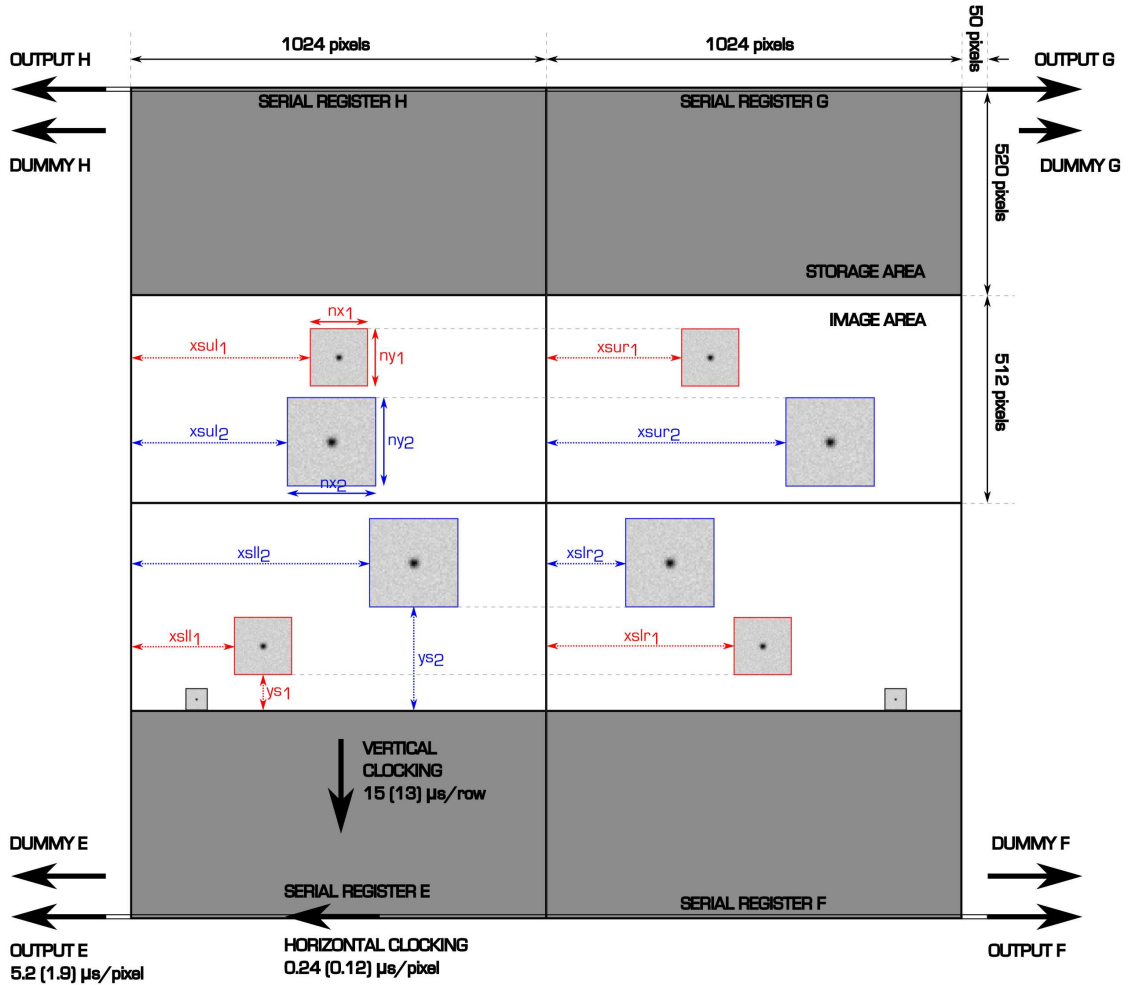 1024 pixels
1024 pixels
50 pixels
OUTPUT H
OUTPUT G
SERIAL REGISTER H
SERIAL REGISTER G
DUMMY H
DUMMY G
520 pixels
STORAGE AREA
IMAGE AREA
nx1
xsul1
ny1
xsur1
512 pixels
xsul2
ny2
xsur2
nx2
xsll2
xslr2
xsll1
xslr1
ys2
ys1
VERTICAL
CLOCKING
15 (13) µs/row
DUMMY E
DUMMY F
SERIAL REGISTER E
SERIAL REGISTER F
OUTPUT E
5.2 (1.9) µs/pixel
HORIZONTAL CLOCKING
0.24 (0.12) µs/pixel
OUTPUT F